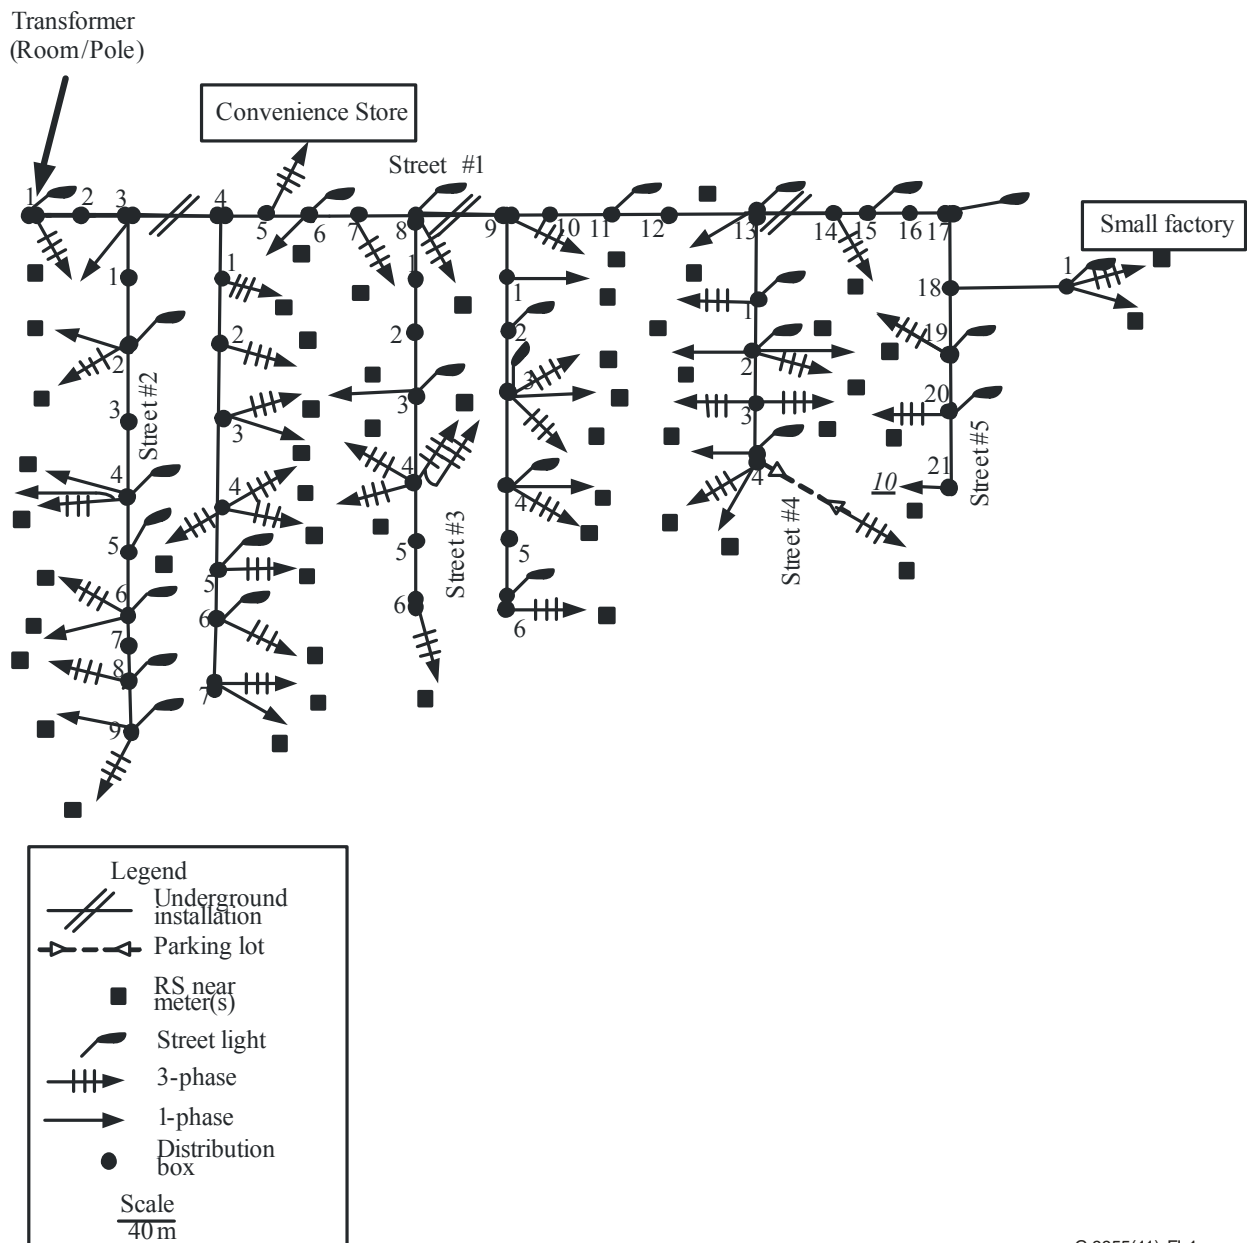 Transformer
(Room/Pole)
Convenience Store
Street #1
1
2
3
4
5
6
7
8
9
10
11
12
13
14
15
16
17
Small factory
1
18
19
20
21
10
Street #5
1
2
3
4
5
6
7
8
9
Street #2
1
2
3
4
5
6
7
1
2
3
4
5
6
Street #3
1
2
3
4
5
6
1
2
3
4
Street #4
Legend
Underground
installation
Parking lot
RS near
meter(s)
Street light
3-phase
1-phase
Distribution
box
Scale
40 m